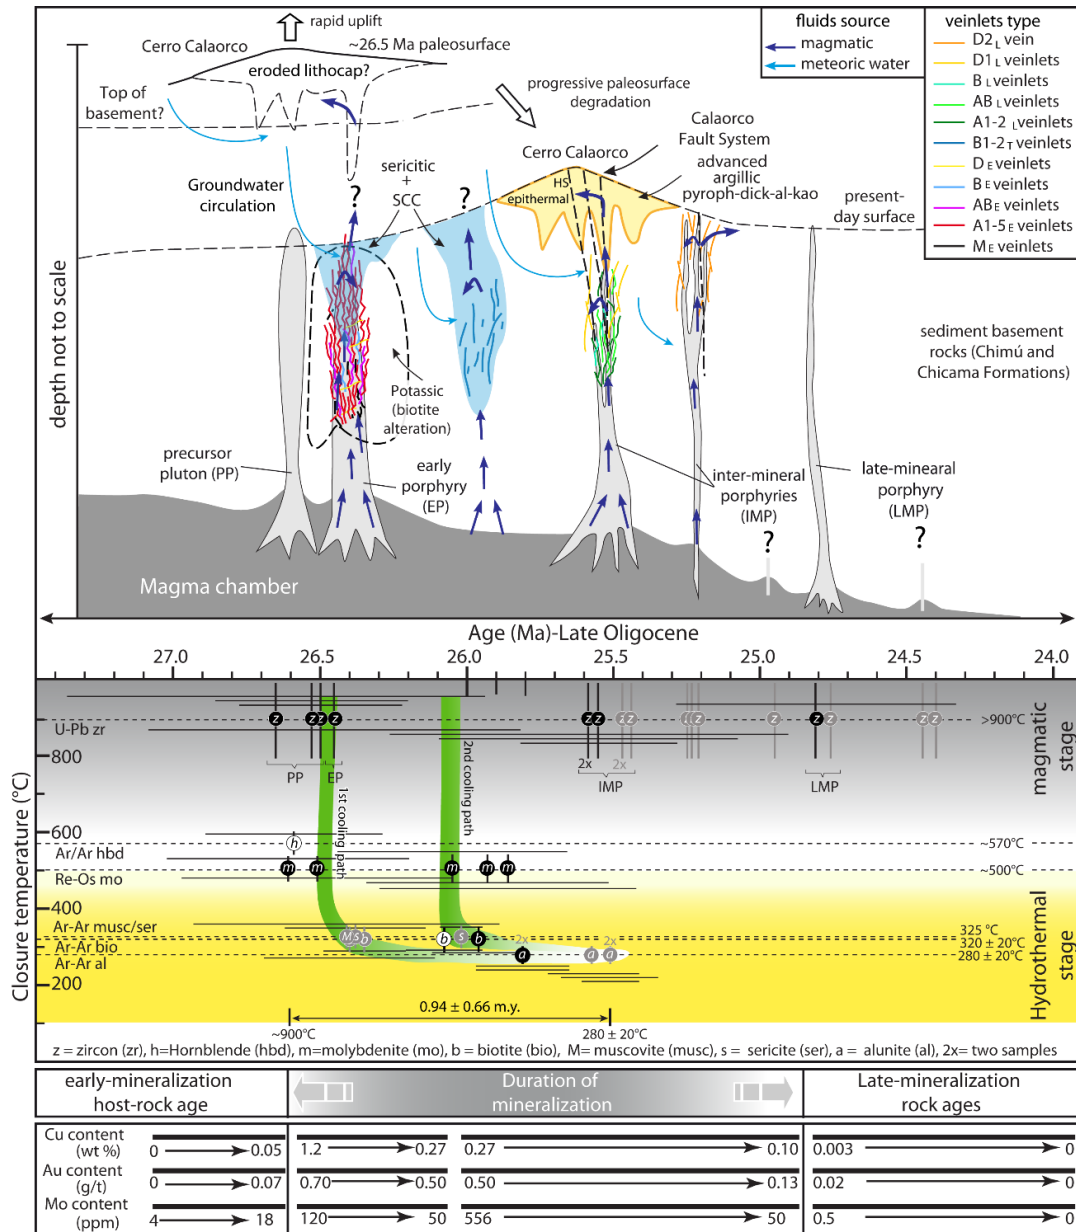 rapid uplift
Cerro Calaorco
~26.5 Ma paleosurface
eroded lithocap?
Top of
basement?
progressive paleosurface
degradation
fluids source
magmatic
meteoric water
veinlets type
D2 L vein
D1 L veinlets
B L veinlets
AB L veinlets
A1-2 L veinlets
B1-2 T veinlets
D E veinlets
B E veinlets
AB E veinlets
A1-5 E veinlets
M E veinlets
Calaorco
Fault System
Cerro Calaorco
advanced
argillic
pyroph-dick-al-kao
HS
epithermal
sericitic
+
SCC
Groundwater
circulation
?
?
present-
day surface
depth not to scale
sediment basement
rocks (Chimú and
Chicama Formations)
Potassic
(biotite
alteration)
precursor
pluton (PP)
early
porphyry
(EP)
inter-mineral
porphyries
(IMP)
late-minearal
porphyry
(LMP)
?
?
Magma chamber
Age (Ma)-Late Oligocene
27.0 26.5 26.0 25.5 25.0 24.5 24.0
z z z z z z z z z z z z z z z z
>900°C
U-Pb zr
800
PP EP
2x 2x
IMP
LMP
magmatic
stage
1st cooling path
2nd cooling path
600
h
~570°C
Ar/Ar hbd
m m m m m
~500°C
Re-Os mo
400
Ar-Ar musc/ser
325 °C
M s b b s b
320 ± 20°C
Ar-Ar bio
2x 2x
a a a
280 ± 20°C
Ar-Ar al
200
Closure temperature (°C)
Hydrothermal
stage
0.94 ± 0.66 m.y.
~900°C
280 ± 20°C
z = zircon (zr), h=Hornblende (hbd), m=molybdenite (mo), b = biotite (bio), M= muscovite (musc), s = sericite (ser), a = alunite (al), 2x= two samples
early-mineralization
host-rock age
Duration of
mineralization
Late-mineralization
rock ages
Cu content
(wt %)
0 0.05 1.2 0.27 0.27 0.10 0.003 0
Au content
(g/t)
0 0.07 0.70 0.50 0.50 0.13 0.02 0
Mo content
(ppm)
4 18 120 50 556 50 0.5 0